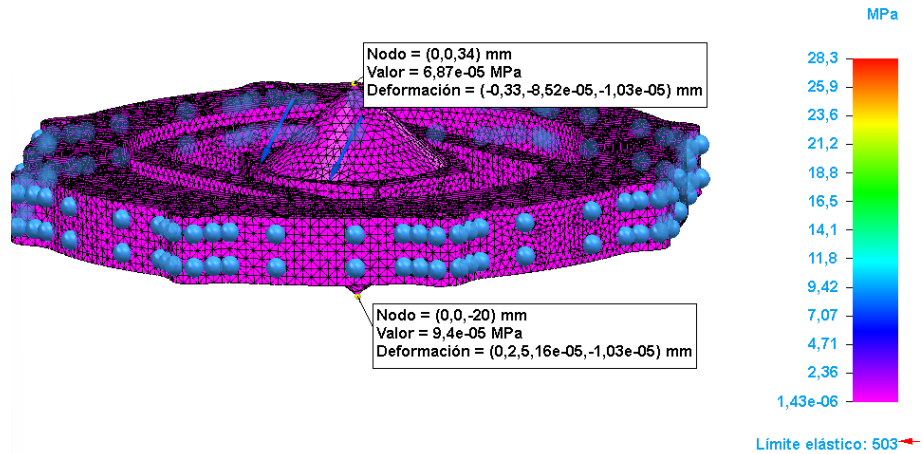 MPa
Nodo = (0,0,34) mm
Valor = 6,87e-05 MPa
Deformación = (-0,33,-8,52e-05,-1,03e-05) mm
28,3
25,9
23,6
21,2
18,8
16,5
14,1
11,8
9,42
7,07
4,71
2,36
1,43e-06
Nodo = (0,0,-20) mm
Valor = 9,4e-05 MPa
Deformación = (0,2,5,16e-05,-1,03e-05) mm
Límite elástico: 503